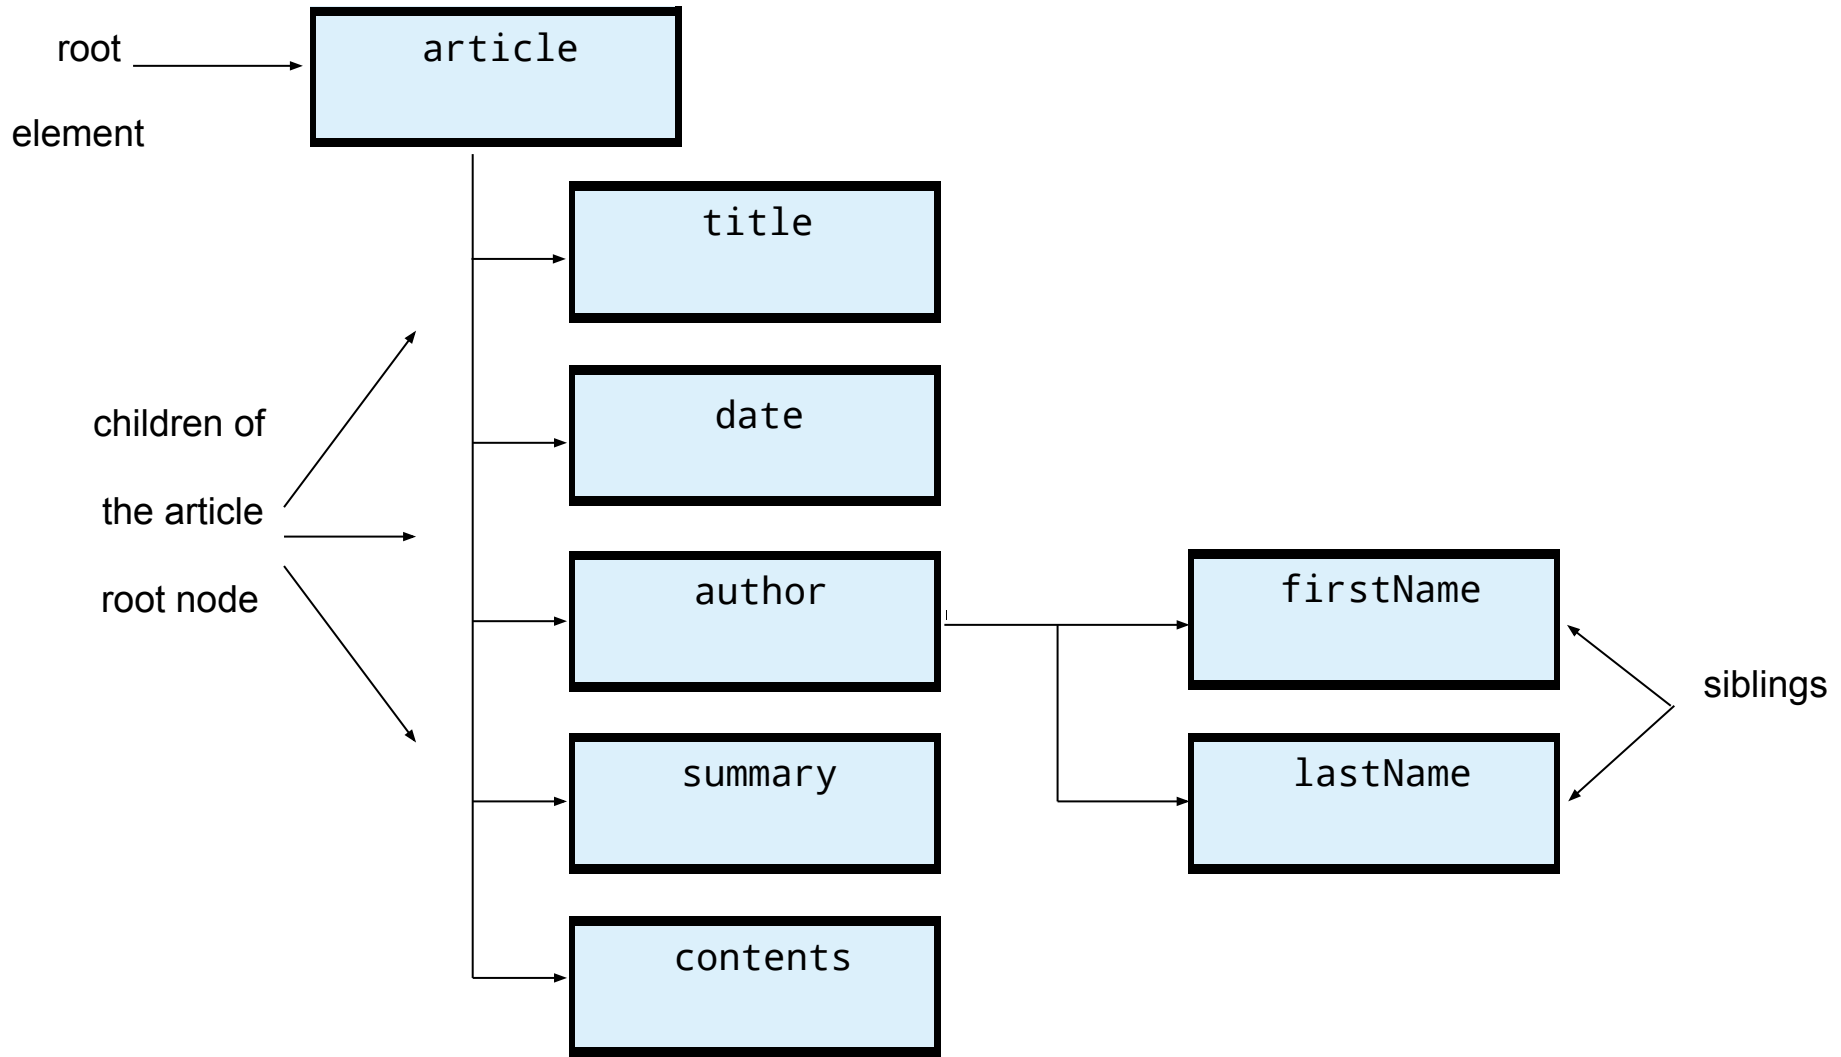 root
element
article
title
date
children of
the article
root node
author
firstName
siblings
summary
lastName
contents